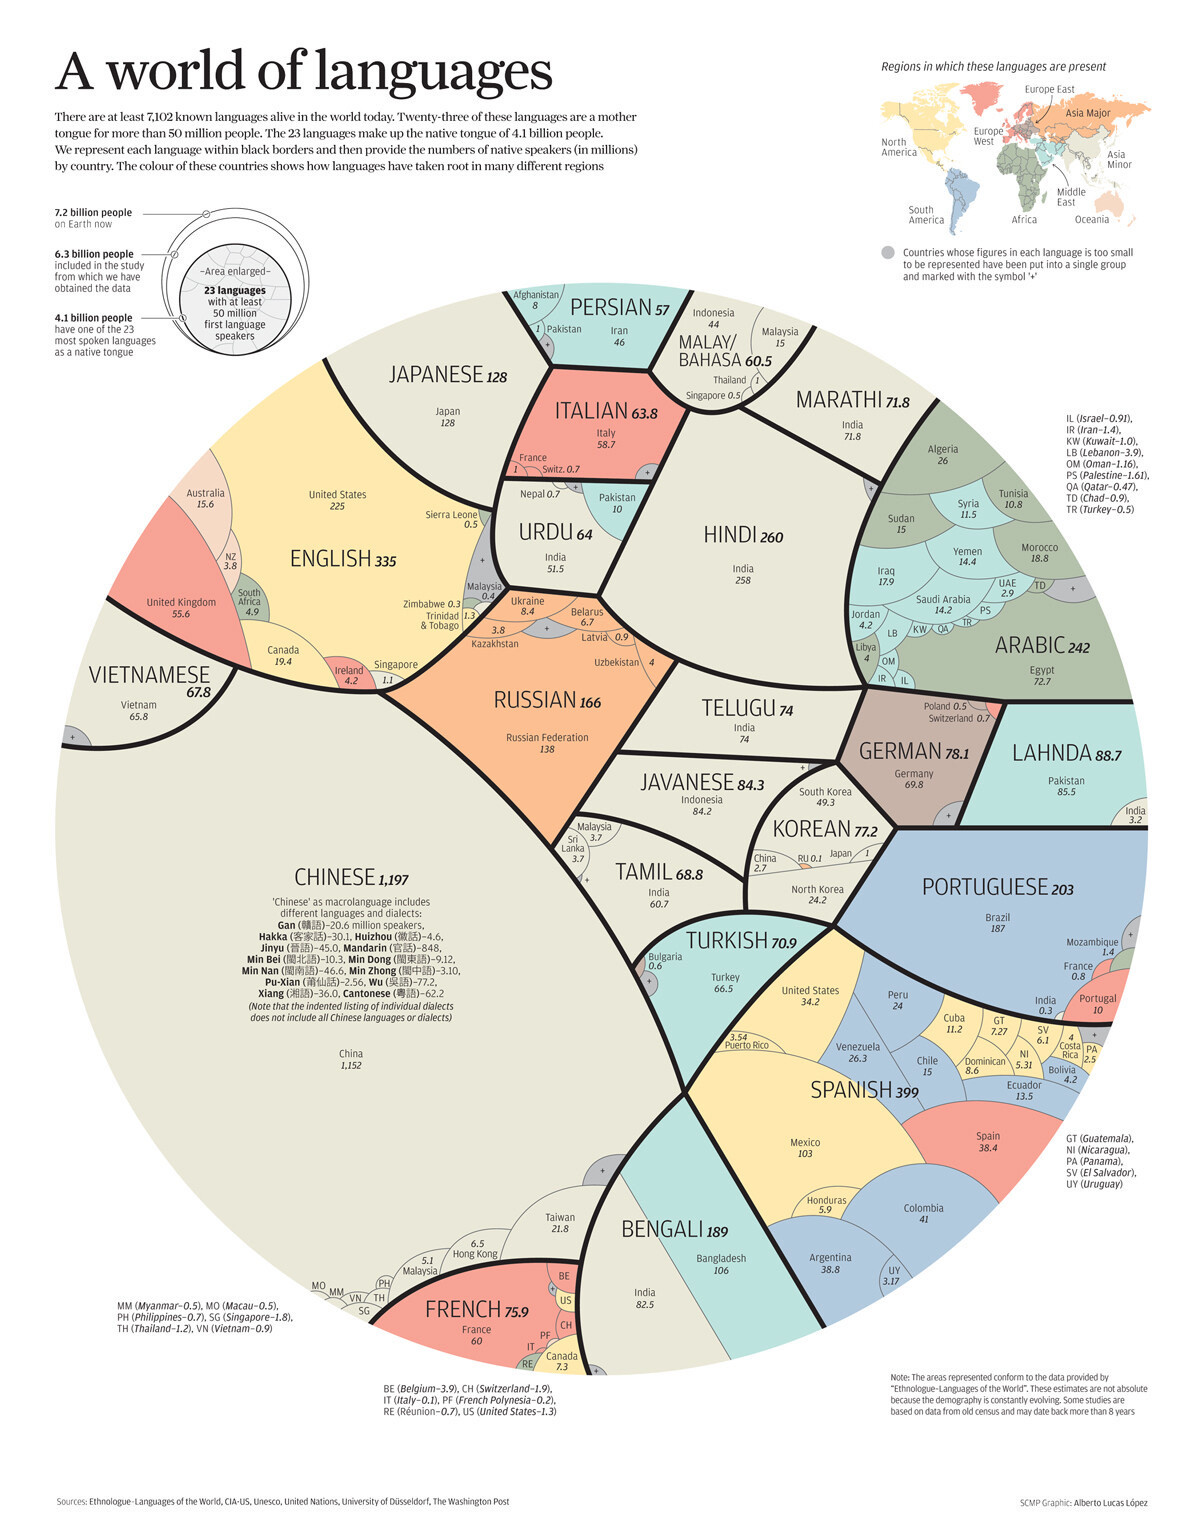 A world of languages
There are at least 7,102 known languages alive in the world today. Twenty-three of these languages are a mother
tongue for more than 50 million people. The 23 languages make up the native tongue of 4.1 billion people.
We represent each language within black borders and then provide the numbers of native speakers (in millions)
by country. The colour of these countries shows how languages have taken root in many different regions
Regions in which these languages are present
Europe East
Asia Major
Europe
West
North
America
Asia
Minor
Middle
East
South
America
Africa
Oceania
Countries whose figures in each language is too small
to be represented have been put into a single group
and marked with the symbol '+'
7.2 billion people
on Earth now
6.3 billion people
included in the study
from which we have
obtained the data
4.1 billion people
have one of the 23
most spoken languages
as a native tongue
–Area enlarged–
23 languages
with at least
50 million
first language
speakers
PERSIAN 57
Afghanistan
8
1 Pakistan
+
Iran
46
MALAY/
BAHASA 60.5
Indonesia
44
Malaysia
15
Thailand
1
Singapore 0.5
JAPANESE 128
Japan
128
ITALIAN 63.8
Italy
58.7
France
1
Switz. 0.7
+
MARATHI 71.8
India
71.8
URDU 64
Nepal 0.7
+
Pakistan
10
India
51.5
HINDI 260
India
258
+
IL (Israel–0.91),
IR (Iran–1.4),
KW (Kuwait–1.0),
LB (Lebanon–3.9),
OM (Oman–1.16),
PS (Palestine–1.61),
QA (Qatar–0.47),
TD (Chad–0.9),
TR (Turkey–0.5)
ARABIC 242
Algeria
26
Sudan
15
Syria
11.5
Tunisia
10.8
Morocco
18.8
Yemen
14.4
Iraq
17.9
UAE
2.9
TD
+
Saudi Arabia
14.2
PS
Jordan
4.2
LB
KW
QA
TR
Libya
4
OM
IR
IL
Egypt
72.7
ENGLISH 335
United States
225
Australia
15.6
NZ
3.8
South
Africa
4.9
United Kingdom
55.6
Canada
19.4
Ireland
4.2
Singapore
1.1
Sierra Leone
0.5
+
Malaysia
0.4
Zimbabwe 0.3
Trinidad
& Tobago
1.3
VIETNAMESE
67.8
Vietnam
65.8
+
RUSSIAN 166
Ukraine
8.4
Belarus
6.7
3.8
Kazakhstan
+
Latvia 0.9
Uzbekistan 4
Russian Federation
138
TELUGU 74
India
74
GERMAN 78.1
Poland 0.5
Switzerland 0.7
Germany
69.8
+
LAHNDA 88.7
Pakistan
85.5
India
3.2
JAVANESE 84.3
Indonesia
84.2
+
KOREAN 77.2
South Korea
49.3
China
2.7
RU 0.1
Japan 1
North Korea
24.2
TAMIL 68.8
Malaysia
3.7
Sri
Lanka
3.7
+
India
60.7
CHINESE 1,197
'Chinese' as macrolanguage includes
different languages and dialects:
Gan (贛語)–20.6 million speakers,
Hakka (客家話)–30.1, Huizhou (徽話)–4.6,
Jinyu (晉語)–45.0, Mandarin (官話)–848,
Min Bei (閩北語)–10.3, Min Dong (閩東語)–9.12,
Min Nan (閩南語)–46.6, Min Zhong (閩中語)–3.10,
Pu-Xian (莆仙話)–2.56, Wu (吳語)–77.2,
Xiang (湘語)–36.0, Cantonese (粵語)–62.2
(Note that the indented listing of individual dialects
does not include all Chinese languages or dialects)
China
1,152
+
Taiwan
21.8
6.5
Hong Kong
5.1
Malaysia
PH
TH
VN
SG
MM
MO
TURKISH 70.9
Bulgaria
0.6
+
Turkey
66.5
PORTUGUESE 203
Brazil
187
+
Mozambique
1.4
France
0.8
India
0.3
Portugal
10
SPANISH 399
United States
34.2
3.54
Puerto Rico
Peru
24
Venezuela
26.3
Chile
15
Cuba
11.2
GT
7.27
SV
6.1
4
Costa
Rica
+
PA
2.5
Dominican
8.6
NI
5.31
Bolivia
4.2
Ecuador
13.5
Spain
38.4
Mexico
103
Honduras
5.9
Colombia
41
Argentina
38.8
UY
3.17
GT (Guatemala),
NI (Nicaragua),
PA (Panama),
SV (El Salvador),
UY (Uruguay)
BENGALI 189
Bangladesh
106
India
82.5
+
FRENCH 75.9
France
60
BE
+
US
CH
PF
IT
RE
Canada
7.3
MM (Myanmar–0.5), MO (Macau–0.5),
PH (Philippines–0.7), SG (Singapore–1.8),
TH (Thailand–1.2), VN (Vietnam–0.9)
BE (Belgium–3.9), CH (Switzerland–1.9),
IT (Italy–0.1), PF (French Polynesia–0.2),
RE (Réunion–0.7), US (United States–1.3)
Note: The areas represented conform to the data provided by
"Ethnologue–Languages of the World". These estimates are not absolute
because the demography is constantly evolving. Some studies are
based on data from old census and may date back more than 8 years
Sources: Ethnologue–Languages of the World, CIA-US, Unesco, United Nations, University of Düsseldorf, The Washington Post
SCMP Graphic: Alberto Lucas López